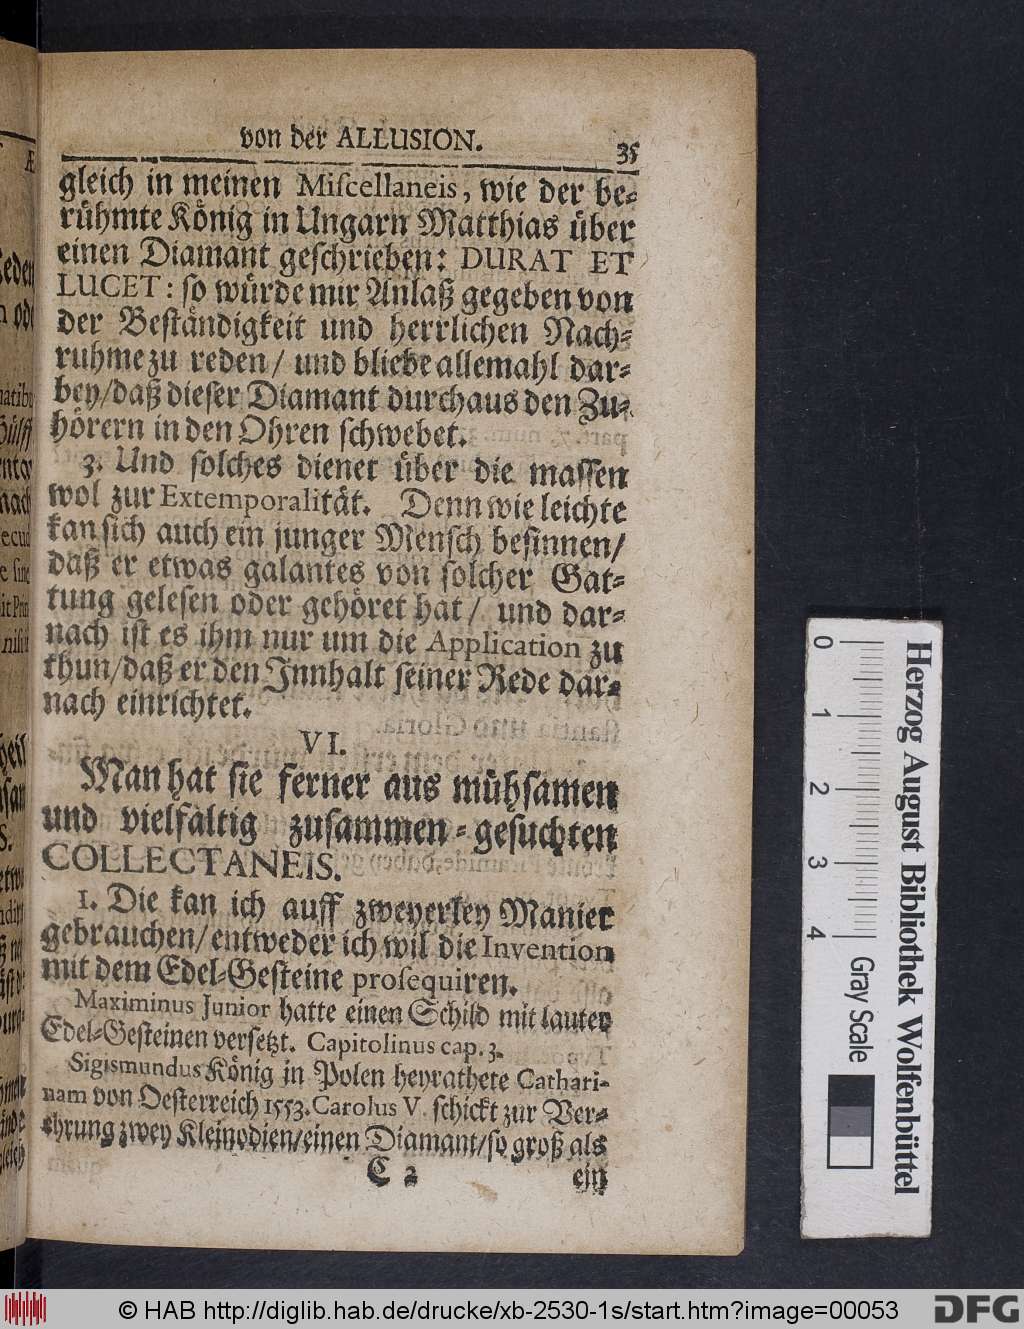 von der ALLUSION. 35
gleich in meinen Miſcellaneis, wie der be-
rühmte König in Ungarn Matthias über
einen Diamant geſchrieben: DURAT ET
LUCET: ſo würde mir Anlaß gegeben von
der Beſtändigkeit und herrlichen Nach-
ruhme zu reden/ und bliebe allemahl dar-
bey/daß dieſer Diamant durchaus den Zu-
hörern in den Ohren ſchwebet.
3. Und ſolches dienet über die maſſen
wol zur Extemporalität. Denn wie leichte
kan ſich auch ein junger Menſch beſinnen/
daß er etwas galantes von ſolcher Gat-
tung geleſen oder gehöret hat/ und dar-
nach iſt es ihm nur um die Application zu
thun/daß er den Innhalt ſeiner Rede dar-
nach einrichtet.
VI.
Man hat ſie ferner aus mühſamen
und vielfältig zuſammen-geſuchten
COLLECTANEIS.
1. Die kan ich auff zweyerley Manier
gebrauchen/entweder ich wil die Invention
mit dem Edel-Geſteine proſequiren.
Maximinus Junior hatte einen Schild mit lauter
Edel-Geſteinen verſetzt. Capitolinus cap. 3.
Sigismundus König in Polen heyrathete Cathari-
nam von Oeſterreich 1553. Carolus V. ſchickt zur Ver-
ehrung zwey Kleinodien/einen Diamant/ſo groß als
C 2 ein
0 1 2 3 4
Herzog August Bibliothek Wolfenbüttel
Gray Scale
© HAB http://diglib.hab.de/drucke/xb-2530-1s/start.htm?image=00053
DFG